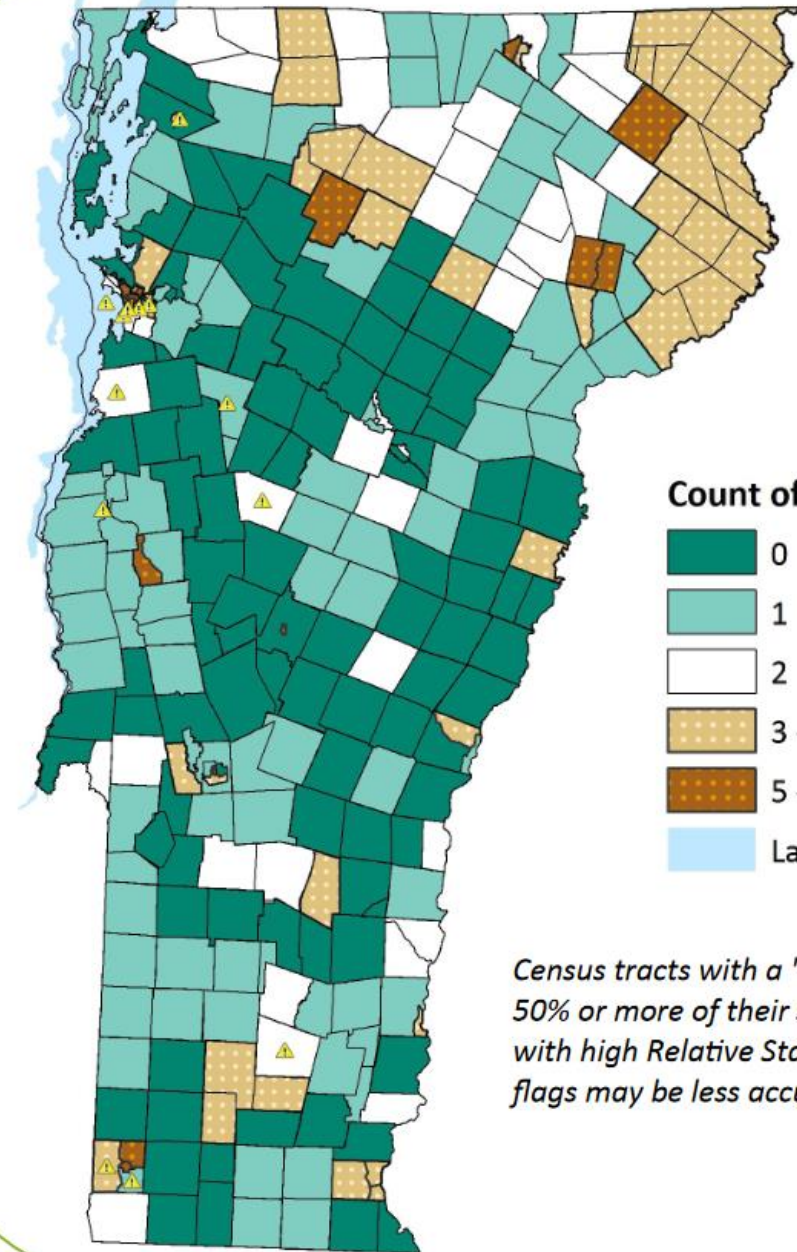 Count of
0
1
2
3
5
La
Census tracts with a
50% or more of their
with high Relative Sta
flags may be less accu